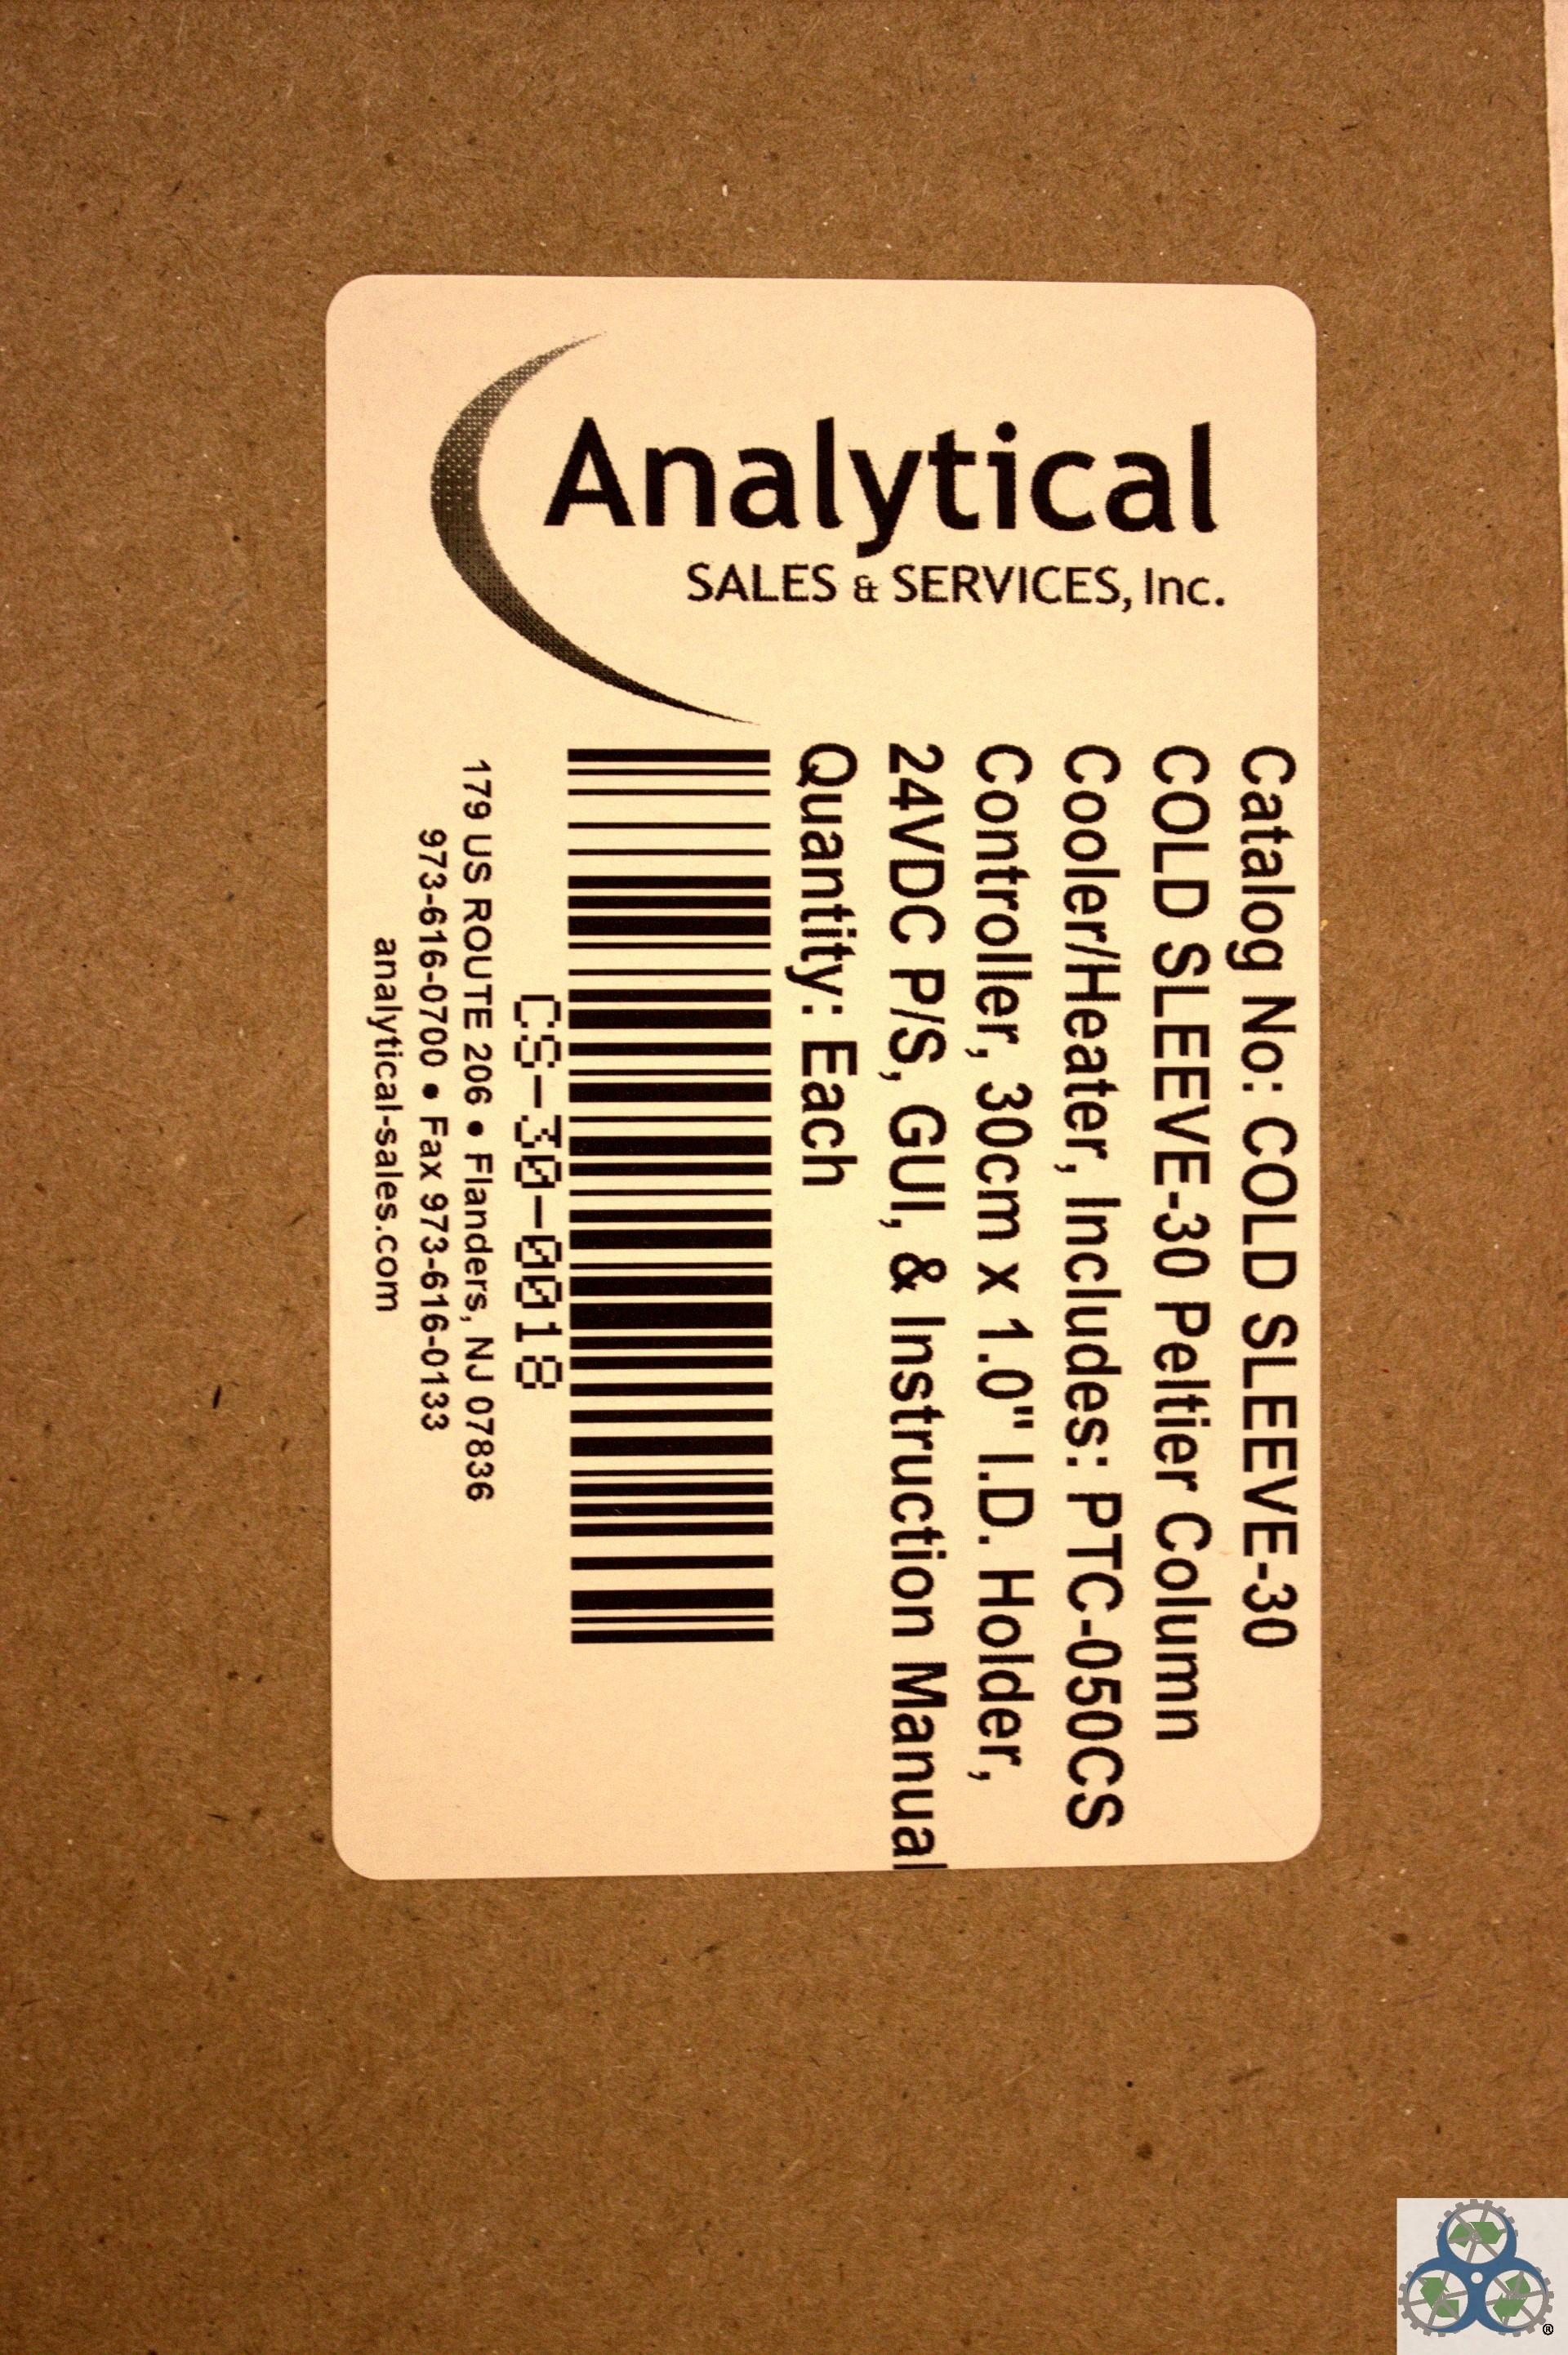 Analytical
SALES & SERVICES, Inc.
Catalog No: COLD SLEEVE-30
COLD SLEEVE-30 Peltier Column
Cooler/Heater, Includes: PTC-050CS
Controller, 30cm x 1.0" I.D. Holder,
24VDC P/S, GUI, & Instruction Manual
Quantity: Each
CS-30-0018
179 US ROUTE 206 • Flanders, NJ 07836
973-616-0700 • Fax 973-616-0133
analytical-sales.com
®